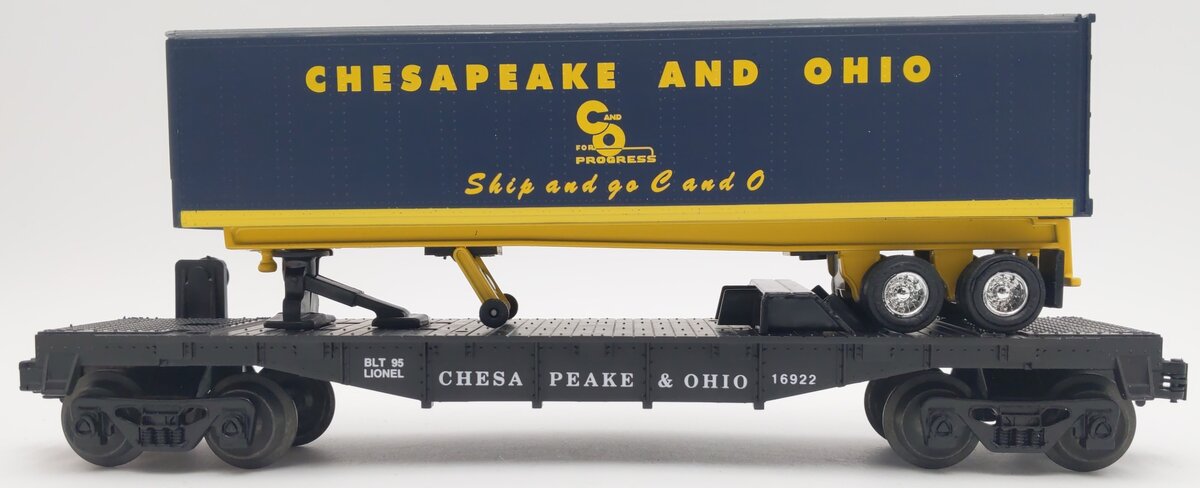 CHESAPEAKE AND OHIO
C AND
FOR O
PROGRESS
Ship and go C and O
BLT 95
LIONEL
CHESA PEAKE & OHIO 16922